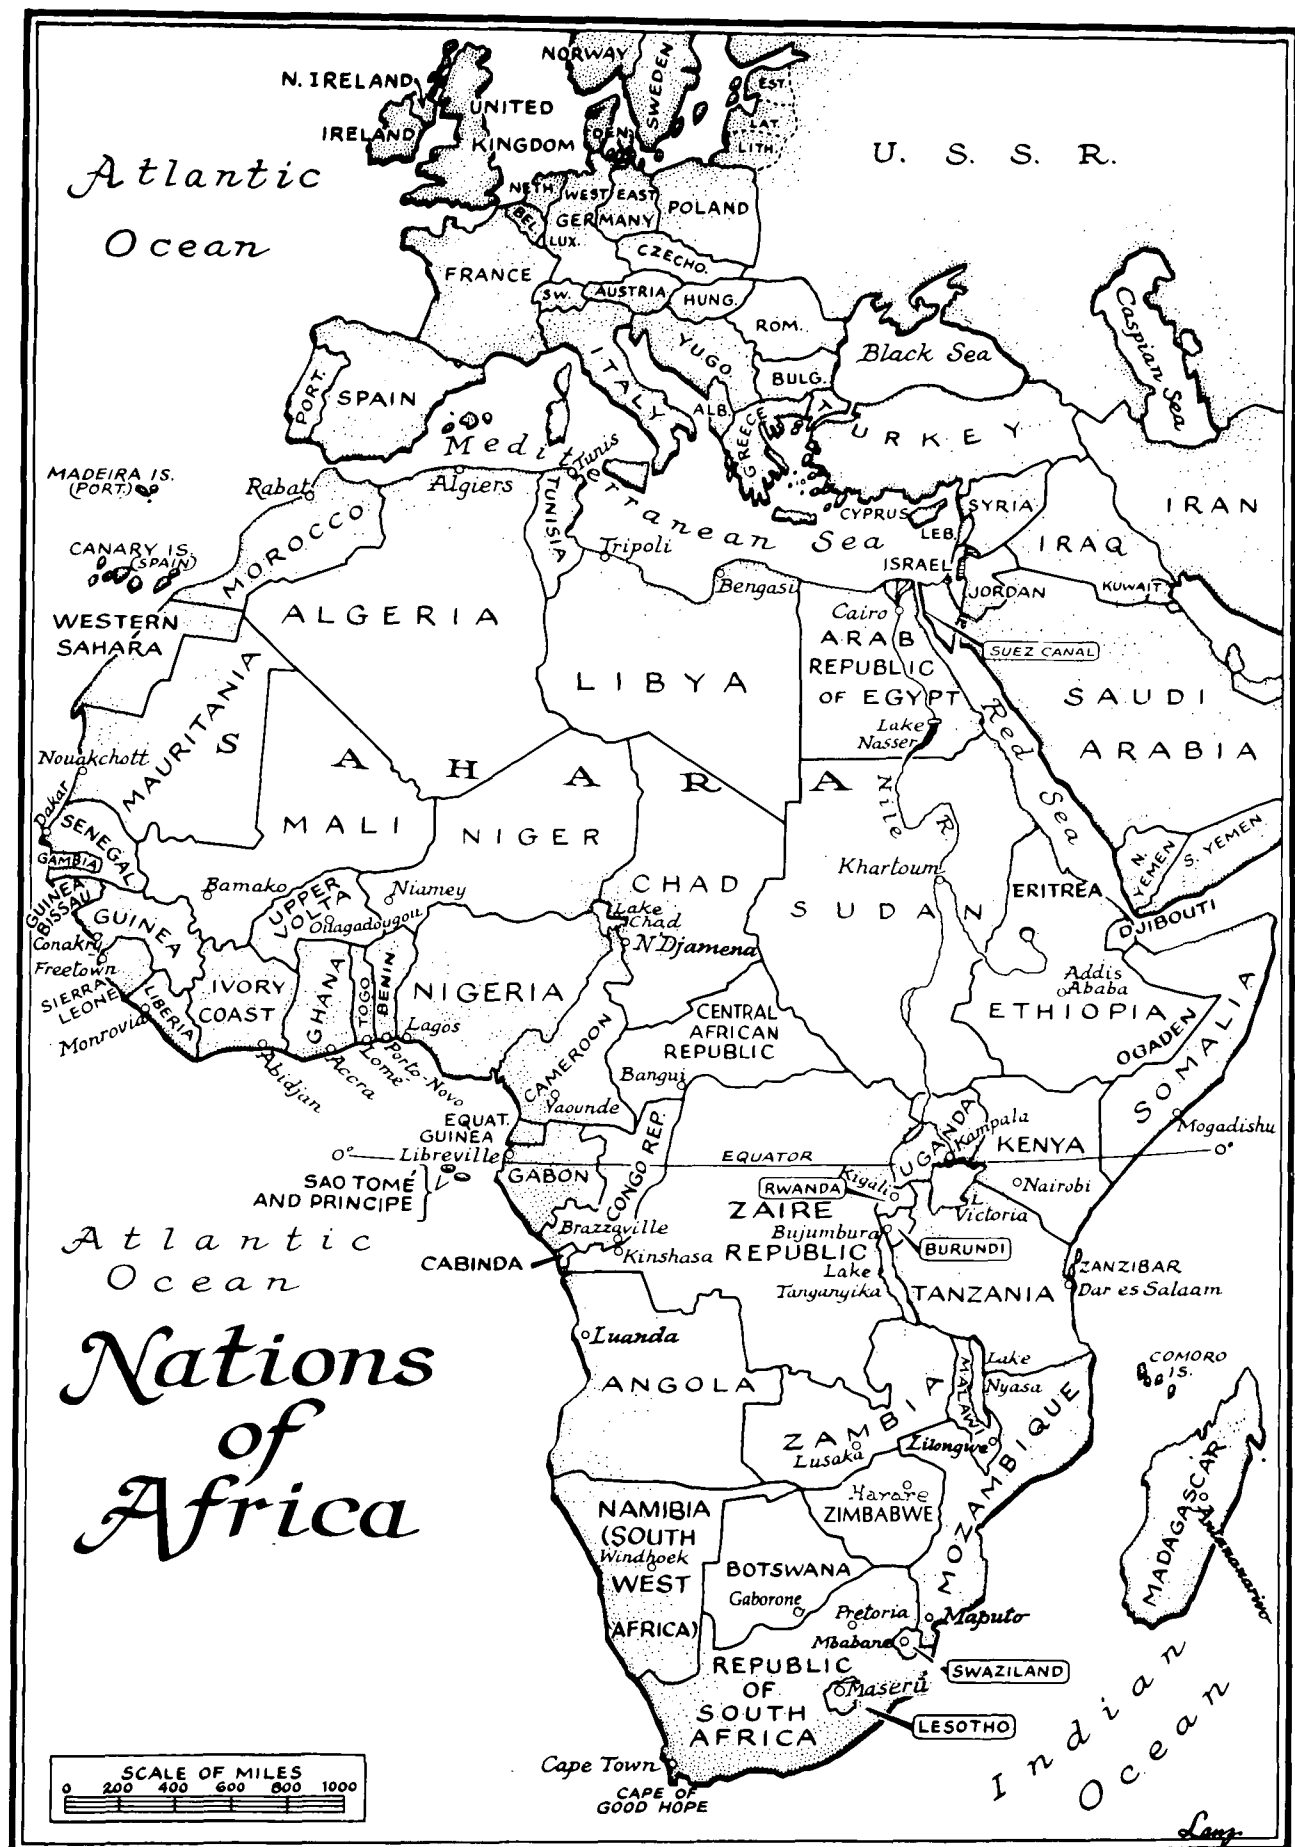 NORWAY
SWEDEN
EST.
LAT.
LITH.
N. IRELAND
IRELAND
UNITED
KINGDOM
DEN.
U. S. S. R.
Atlantic
Ocean
NETH.
BEL.
LUX.
WEST EAST
GERMANY
POLAND
CZECHO.
FRANCE
SW.
AUSTRIA
HUNG.
ROM.
YUGO.
BULG.
ITALY
ALB.
GREECE
Black Sea
Caspian Sea
PORT.
SPAIN
TURKEY
Mediterranean Sea
CYPRUS
SYRIA
LEB.
ISRAEL
JORDAN
IRAQ
KUWAIT
IRAN
MADEIRA IS.
(PORT.)
CANARY IS.
(SPAIN)
Rabat
Algiers
Tunis
TUNISIA
Tripoli
Bengasi
Cairo
MOROCCO
WESTERN
SAHARA
ALGERIA
LIBYA
ARAB
REPUBLIC
OF EGYPT
SUEZ CANAL
Lake
Nasser
Red Sea
SAUDI
ARABIA
N. YEMEN
S. YEMEN
SAHARA
MAURITANIA
Nouakchott
Dakar
SENEGAL
GAMBIA
GUINEA
BISSAU
GUINEA
Conakry
Freetown
SIERRA
LEONE
Monrovia
LIBERIA
MALI
Bamako
UPPER
VOLTA
Ouagadougou
NIGER
Niamey
CHAD
Lake
Chad
N Djamena
Nile R.
Khartoum
SUDAN
ERITREA
DJIBOUTI
Addis
Ababa
ETHIOPIA
OGADEN
SOMALIA
Mogadishu
IVORY
COAST
Abidjan
GHANA
Accra
TOGO
Lomé
BENIN
Porto-Novo
NIGERIA
Lagos
CAMEROON
Yaounde
CENTRAL
AFRICAN
REPUBLIC
Bangui
EQUAT.
GUINEA
Libreville
0°
EQUATOR
0°
SAO TOMÉ
AND PRINCIPE
GABON
CONGO REP.
Brazzaville
Kinshasa
CABINDA
ZAIRE
REPUBLIC
UGANDA
Kampala
KENYA
Nairobi
L.
Victoria
Kigali
RWANDA
Bujumbura
BURUNDI
Lake
Tanganyika
TANZANIA
ZANZIBAR
Dar es Salaam
Atlantic
Ocean
Nations
of
Africa
Luanda
ANGOLA
ZAMBIA
Lusaka
MALAWI
Lake
Nyasa
Lilongwe
MOZAMBIQUE
COMORO
IS.
MADAGASCAR
Antananarivo
Harare
ZIMBABWE
NAMIBIA
(SOUTH
Windhoek
WEST
AFRICA)
BOTSWANA
Gaborone
Pretoria
Maputo
Mbabane
SWAZILAND
REPUBLIC
OF
SOUTH
AFRICA
Maseru
LESOTHO
Cape Town
CAPE OF
GOOD HOPE
Indian
Ocean
SCALE OF MILES
0 200 400 600 800 1000
Lanz